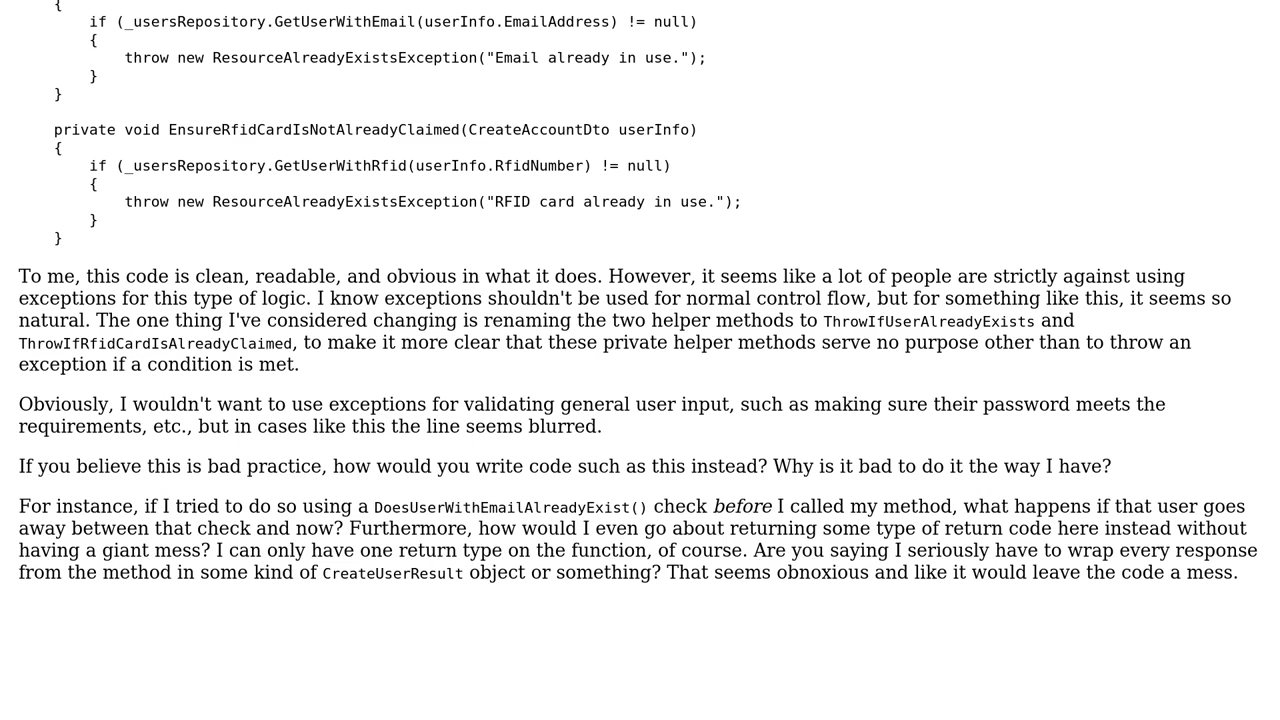 {
if (_usersRepository.GetUserWithEmail(userInfo.EmailAddress) != null)
{
throw new ResourceAlreadyExistsException("Email already in use.");
}
}
private void EnsureRfidCardIsNotAlreadyClaimed(CreateAccountDto userInfo)
{
if (_usersRepository.GetUserWithRfid(userInfo.RfidNumber) != null)
{
throw new ResourceAlreadyExistsException("RFID card already in use.");
}
}
To me, this code is clean, readable, and obvious in what it does. However, it seems like a lot of people are strictly against using
exceptions for this type of logic. I know exceptions shouldn't be used for normal control flow, but for something like this, it seems so
natural. The one thing I've considered changing is renaming the two helper methods to ThrowIfUserAlreadyExists and
ThrowIfRfidCardIsAlreadyClaimed, to make it more clear that these private helper methods serve no purpose other than to throw an
exception if a condition is met.
Obviously, I wouldn't want to use exceptions for validating general user input, such as making sure their password meets the
requirements, etc., but in cases like this the line seems blurred.
If you believe this is bad practice, how would you write code such as this instead? Why is it bad to do it the way I have?
For instance, if I tried to do so using a DoesUserWithEmailAlreadyExist() check before I called my method, what happens if that user goes
away between that check and now? Furthermore, how would I even go about returning some type of return code here instead without
having a giant mess? I can only have one return type on the function, of course. Are you saying I seriously have to wrap every response
from the method in some kind of CreateUserResult object or something? That seems obnoxious and like it would leave the code a mess.